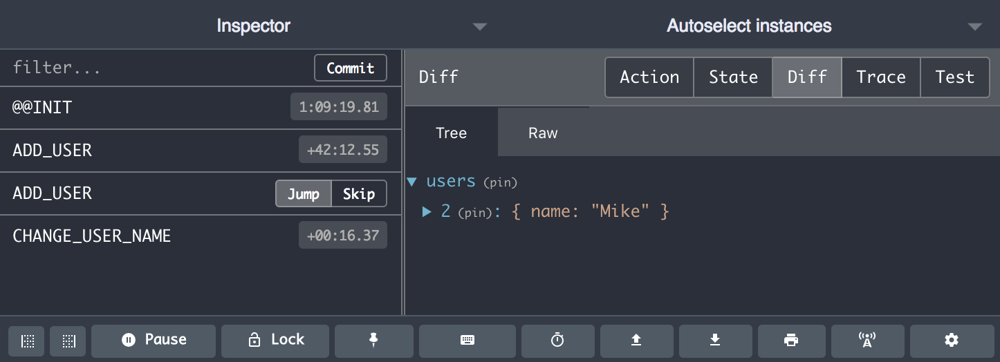 Inspector
Autoselect instances
filter...
Commit
@@INIT
1:09:19.81
ADD_USER
+42:12.55
ADD_USER
Jump
Skip
CHANGE_USER_NAME
+00:16.37
Diff
Action
State
Diff
Trace
Test
Tree
Raw
users (pin)
2 (pin): { name: "Mike" }
Pause
Lock